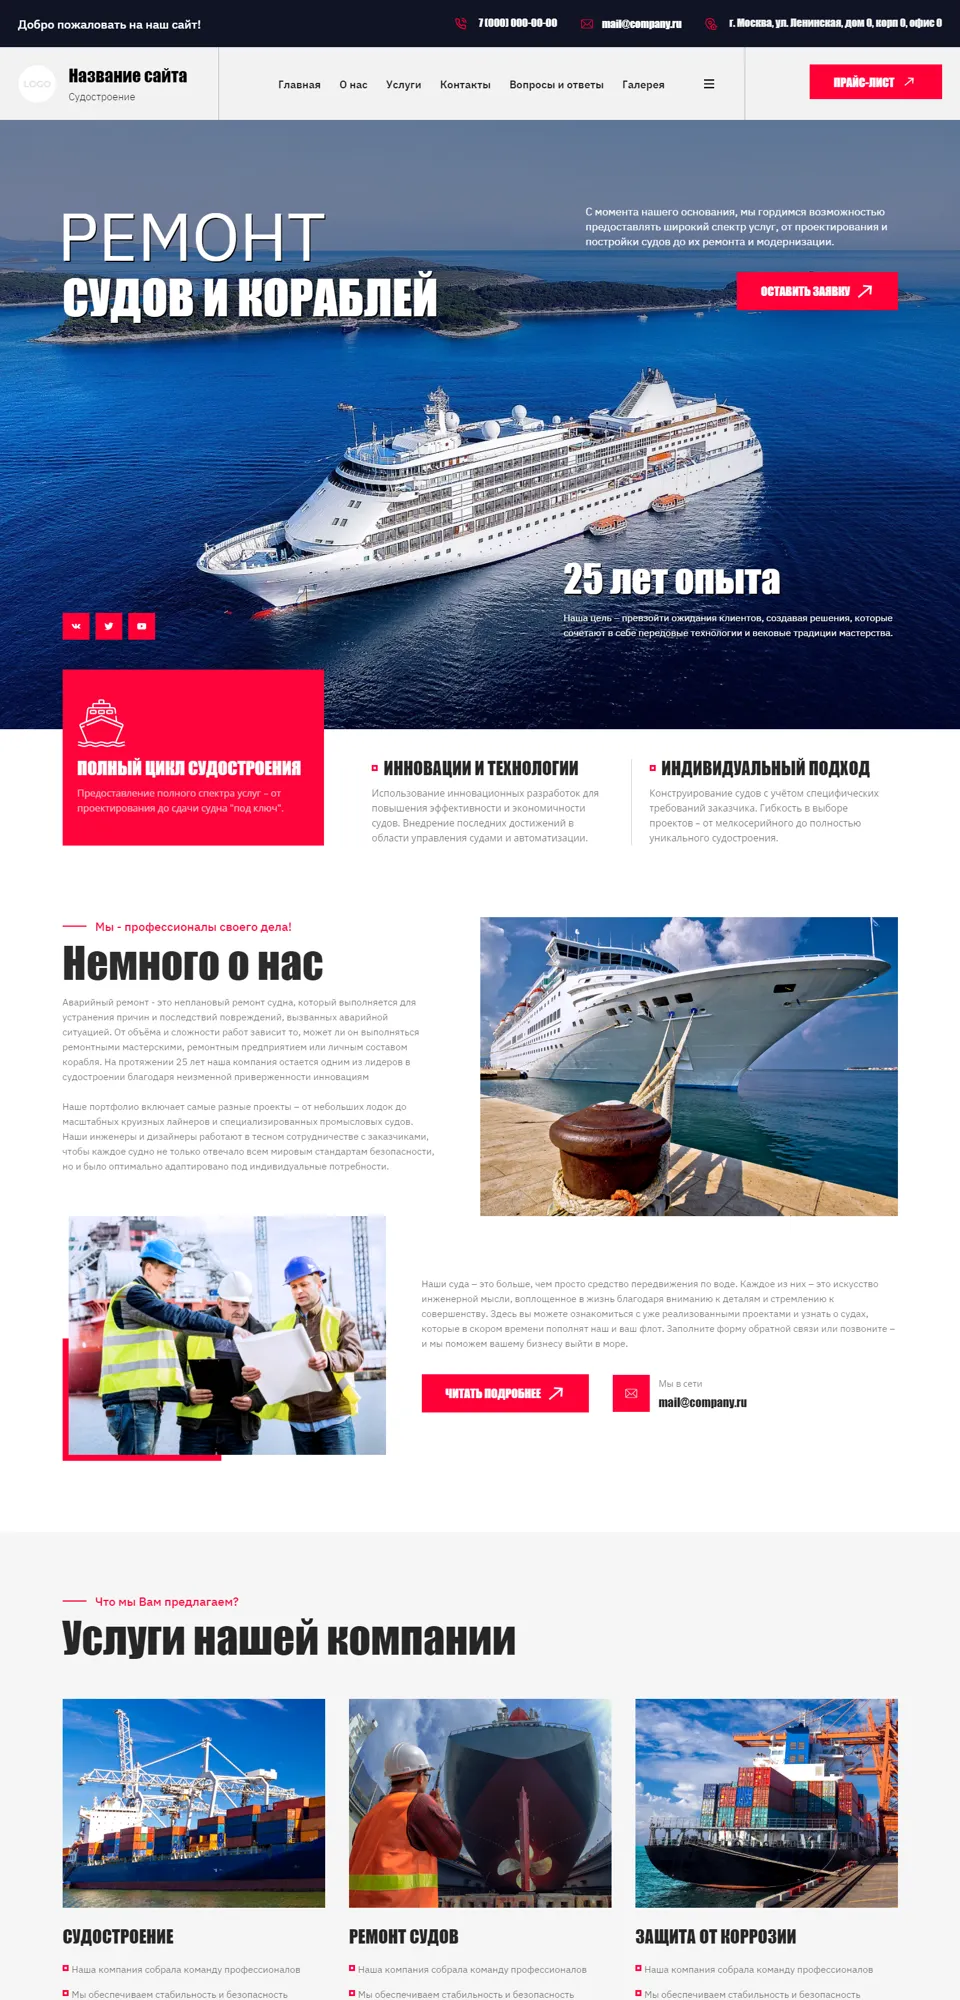 Добро пожаловать на наш сайт!
7 (000) 000-00-00
mail@company.ru
г. Москва, ул. Ленинская, дом 0, корп 0, офис 0
LOGO
Название сайта
Судостроение
Главная
О нас
Услуги
Контакты
Вопросы и ответы
Галерея
ПРАЙС-ЛИСТ
РЕМОНТ
СУДОВ И КОРАБЛЕЙ
С момента нашего основания, мы гордимся возможностью
предоставлять широкий спектр услуг, от проектирования и
постройки судов до их ремонта и модернизации.
ОСТАВИТЬ ЗАЯВКУ
25 лет опыта
Наша цель – превзойти ожидания клиентов, создавая решения, которые
сочетают в себе передовые технологии и вековые традиции мастерства.
ПОЛНЫЙ ЦИКЛ СУДОСТРОЕНИЯ
Предоставление полного спектра услуг – от
проектирования до сдачи судна "под ключ".
ИННОВАЦИИ И ТЕХНОЛОГИИ
Использование инновационных разработок для
повышения эффективности и экономичности
судов. Внедрение последних достижений в
области управления судами и автоматизации.
ИНДИВИДУАЛЬНЫЙ ПОДХОД
Конструирование судов с учётом специфических
требований заказчика. Гибкость в выборе
проектов – от мелкосерийного до полностью
уникального судостроения.
Мы - профессионалы своего дела!
Немного о нас
Аварийный ремонт - это неплановый ремонт судна, который выполняется для
устранения причин и последствий повреждений, вызванных аварийной
ситуацией. От объёма и сложности работ зависит то, может ли он выполняться
ремонтными мастерскими, ремонтным предприятием или личным составом
корабля. На протяжении 25 лет наша компания остается одним из лидеров в
судостроении благодаря неизменной приверженности инновациям
Наше портфолио включает самые разные проекты – от небольших лодок до
масштабных круизных лайнеров и специализированных промысловых судов.
Наши инженеры и дизайнеры работают в тесном сотрудничестве с заказчиками,
чтобы каждое судно не только отвечало всем мировым стандартам безопасности,
но и было оптимально адаптировано под индивидуальные потребности.
Наши суда – это больше, чем просто средство передвижения по воде. Каждое из них – это искусство
инженерной мысли, воплощенное в жизнь благодаря вниманию к деталям и стремлению к
совершенству. Здесь вы можете ознакомиться с уже реализованными проектами и узнать о судах,
которые в скором времени пополнят наш и ваш флот. Заполните форму обратной связи или позвоните –
и мы поможем вашему бизнесу выйти в море.
ЧИТАТЬ ПОДРОБНЕЕ
Мы в сети
mail@company.ru
Что мы Вам предлагаем?
Услуги нашей компании
СУДОСТРОЕНИЕ
Наша компания собрала команду профессионалов
Мы обеспечиваем стабильность и безопасность
РЕМОНТ СУДОВ
Наша компания собрала команду профессионалов
Мы обеспечиваем стабильность и безопасность
ЗАЩИТА ОТ КОРРОЗИИ
Наша компания собрала команду профессионалов
Мы обеспечиваем стабильность и безопасность